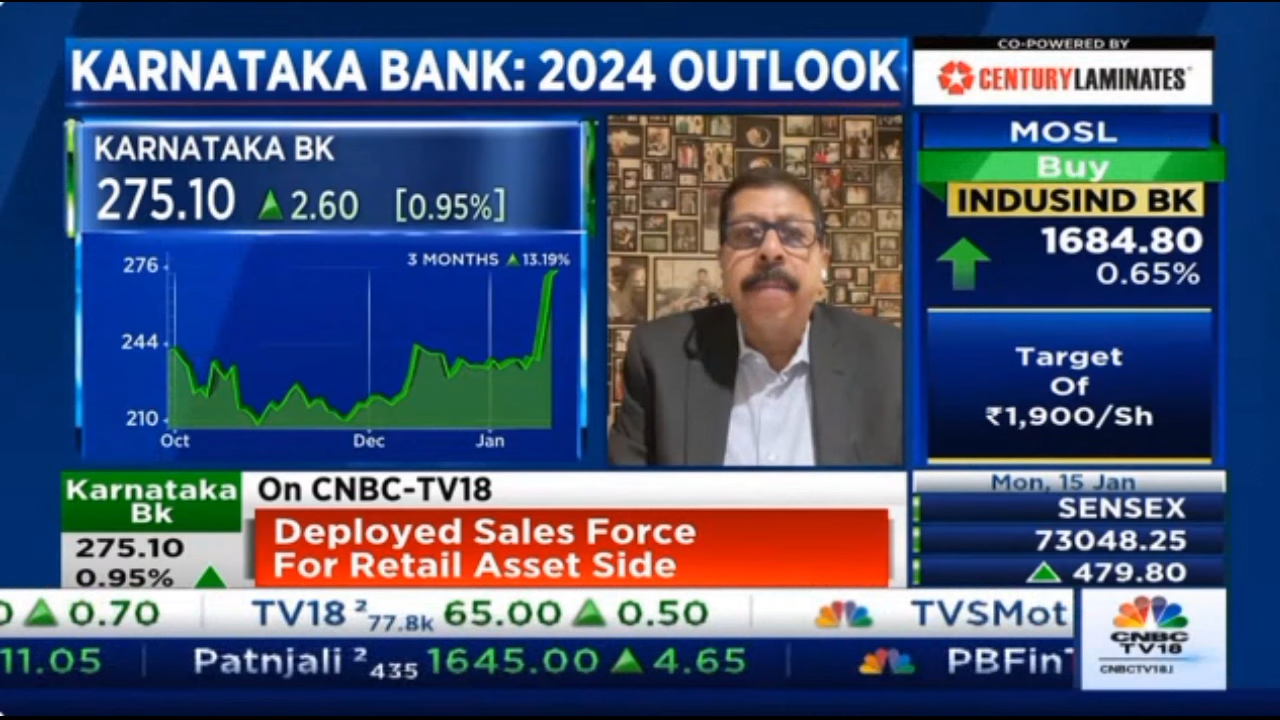 KARNATAKA BANK: 2024 OUTLOOK
CO-POWERED BY
CENTURYLAMINATES
KARNATAKA BK
275.10 ▲ 2.60 [0.95%]
3 MONTHS ▲ 13.19%
276
244
210
Oct Dec Jan
MOSL
Buy
INDUSIND BK
1684.80
0.65%
Target
Of
₹1,900/Sh
Karnataka
Bk
275.10
0.95% ▲
On CNBC-TV18
Deployed Sales Force
For Retail Asset Side
Mon, 15 Jan
SENSEX
73048.25
▲ 479.80
▲ 0.70 TV18 ² 77.8k 65.00 ▲ 0.50 TVSMot
11.05 Patnjali ² 435 1645.00 ▲ 4.65 PBFin
CNBC
TV18